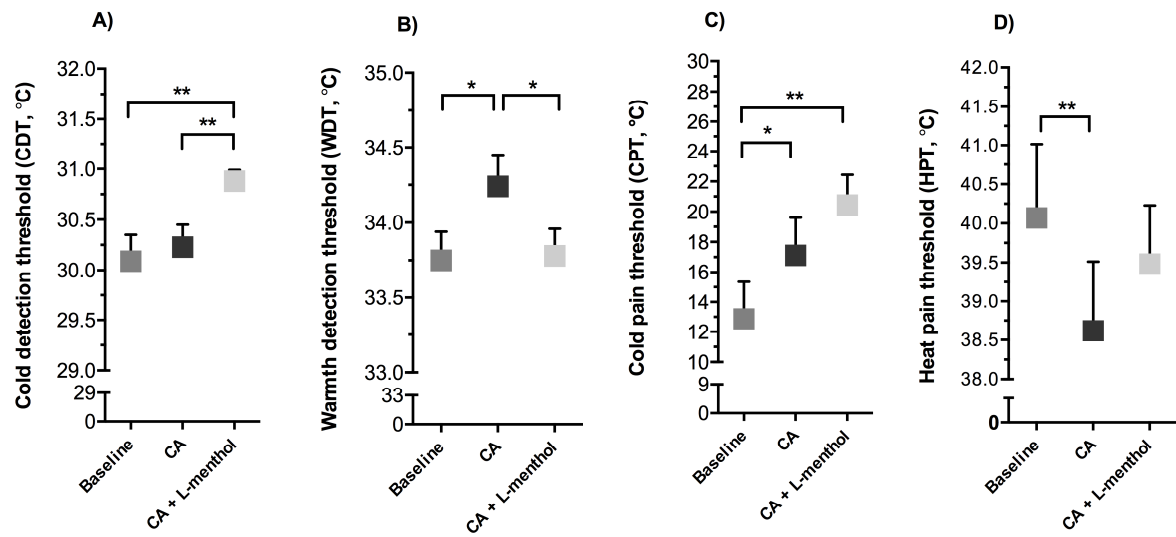 A)
Cold detection threshold (CDT, °C)
32.0
31.5
31.0
30.5
30.0
29.5
29.0
29
0
**
**
Baseline
CA
CA + L-menthol
B)
Warmth detection threshold (WDT, °C)
35.0
34.5
34.0
33.5
33.0
33
0
*
*
Baseline
CA
CA + L-menthol
C)
Cold pain threshold (CPT, °C)
30
28
26
24
22
20
18
16
14
12
10
9
0
**
*
Baseline
CA
CA + L-menthol
D)
Heat pain threshold (HPT, °C)
42.0
41.5
41.0
40.5
40.0
39.5
39.0
38.5
38.0
0
**
Baseline
CA
CA + L-menthol